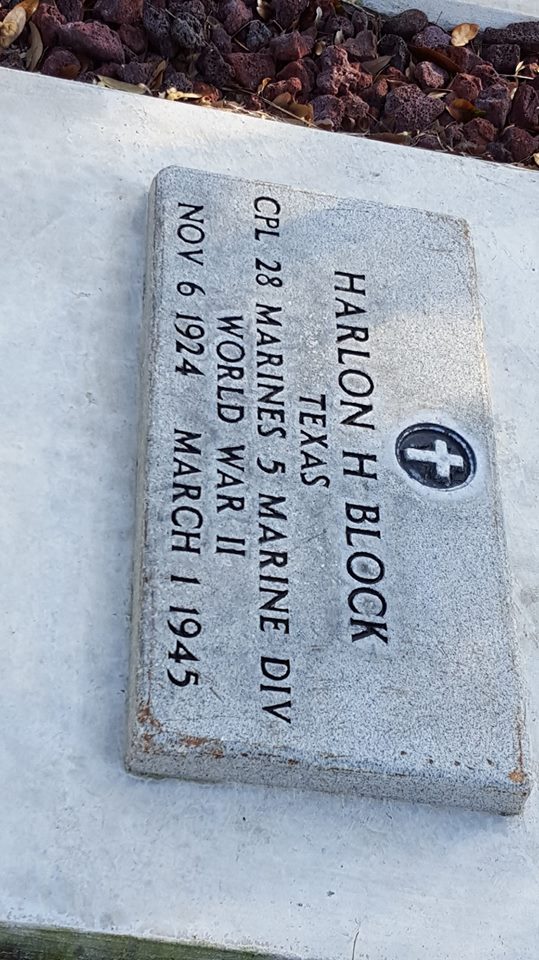 HARLON H BLOCK
TEXAS
CPL 28 MARINES 5 MARINE DIV
WORLD WAR II
NOV 6 1924 MARCH 1 1945